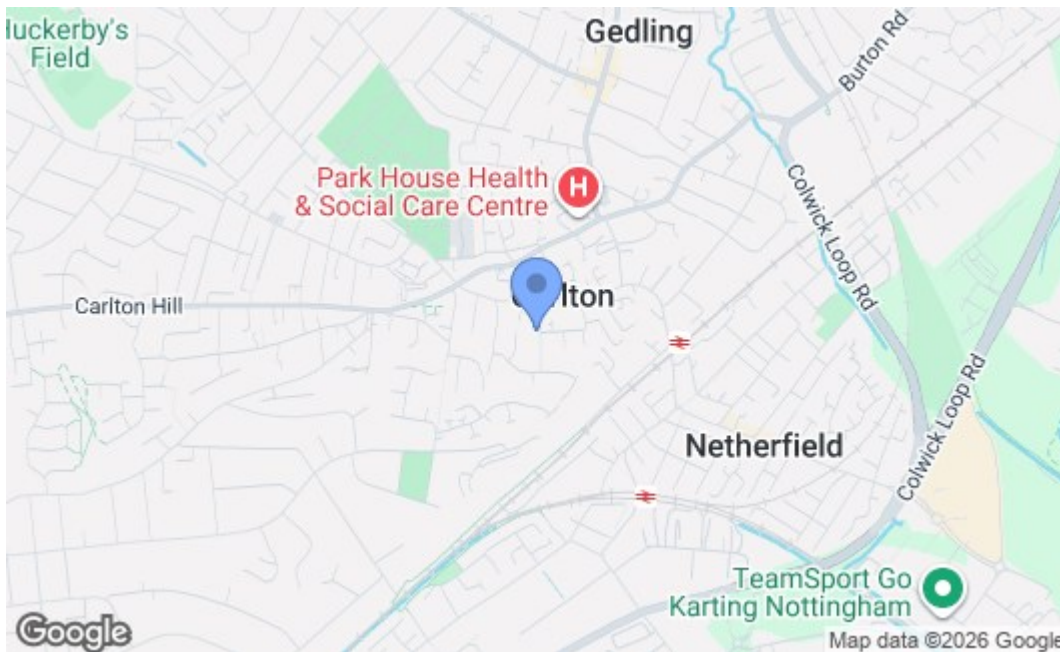 Huckerby's
Field
Gedling
Burton Rd
Park House Health
& Social Care Centre
H
Colwick Loop Rd
Carlton Hill
Colwick Loop Rd
Netherfield
TeamSport Go
Karting Nottingham
Google
Map data ©2026 Google